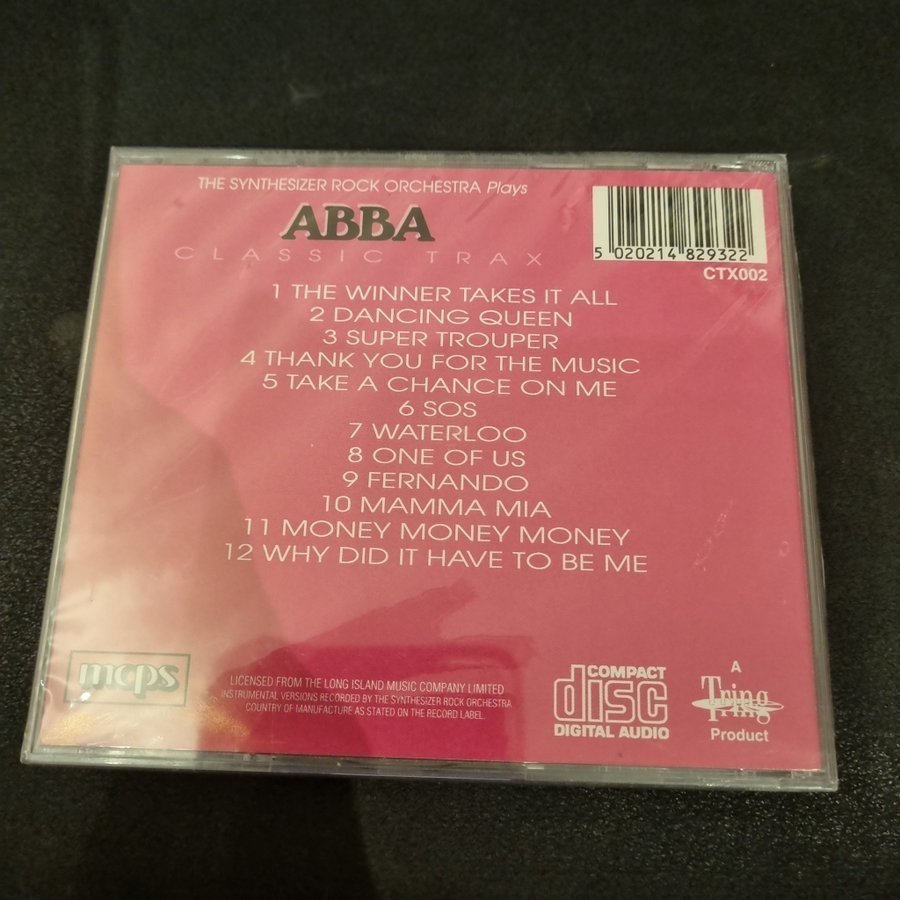 THE SYNTHESIZER ROCK ORCHESTRA Plays
ABBA
CLASSIC TRAX
5 020214 829322
CTX002
1 THE WINNER TAKES IT ALL
2 DANCING QUEEN
3 SUPER TROUPER
4 THANK YOU FOR THE MUSIC
5 TAKE A CHANCE ON ME
6 SOS
7 WATERLOO
8 ONE OF US
9 FERNANDO
10 MAMMA MIA
11 MONEY MONEY MONEY
12 WHY DID IT HAVE TO BE ME
mcps
LICENSED FROM THE LONG ISLAND MUSIC COMPANY LIMITED
INSTRUMENTAL VERSIONS RECORDED BY THE SYNTHESIZER ROCK ORCHESTRA
COUNTRY OF MANUFACTURE AS STATED ON THE RECORD LABEL.
COMPACT
disc
DIGITAL AUDIO
A
Tring
Tring
Product